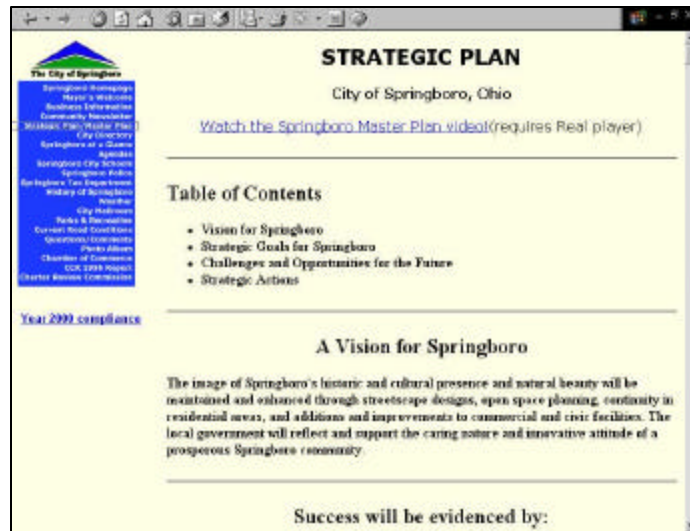 The City of Springboro
Springboro Homepage
Mayor's Welcome
Business Information
Community Newsletter
Strategic Plan/Master Plan
City Directory
Springboro at a Glance
Agendas
Springboro City Schools
Springboro Police
Springboro Tax Department
History of Springboro
Weather
City Mailroom
Parks & Recreation
Current Road Conditions
Questions/Comments
Photo Album
Chamber of Commerce
1998 Report
Charter Review Commission
Year 2000 compliance
STRATEGIC PLAN
City of Springboro, Ohio
Watch the Springboro Master Plan video!(requires Real player)
Table of Contents
• Vision for Springboro
• Strategic Goals for Springboro
• Challenges and Opportunities for the Future
• Strategic Actions
A Vision for Springboro
The image of Springboro's historic and cultural presence and natural beauty will be
maintained and enhanced through streetscape designs, open space planning, continuity in
residential areas, and additions and improvements to commercial and civic facilities. The
local government will reflect and support the caring nature and innovative attitude of a
prosperous Springboro community.
Success will be evidenced by: